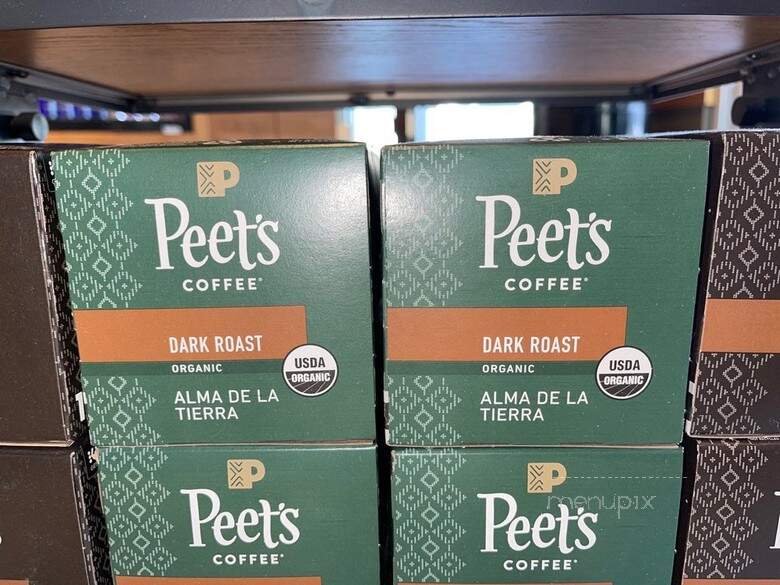 Peet's
COFFEE
DARK ROAST
ORGANIC
USDA
ORGANIC
ALMA DE LA
TIERRA
Peet's
COFFEE
DARK ROAST
ORGANIC
USDA
ORGANIC
ALMA DE LA
TIERRA
Peet's
COFFEE
Peet's
COFFEE
menupix